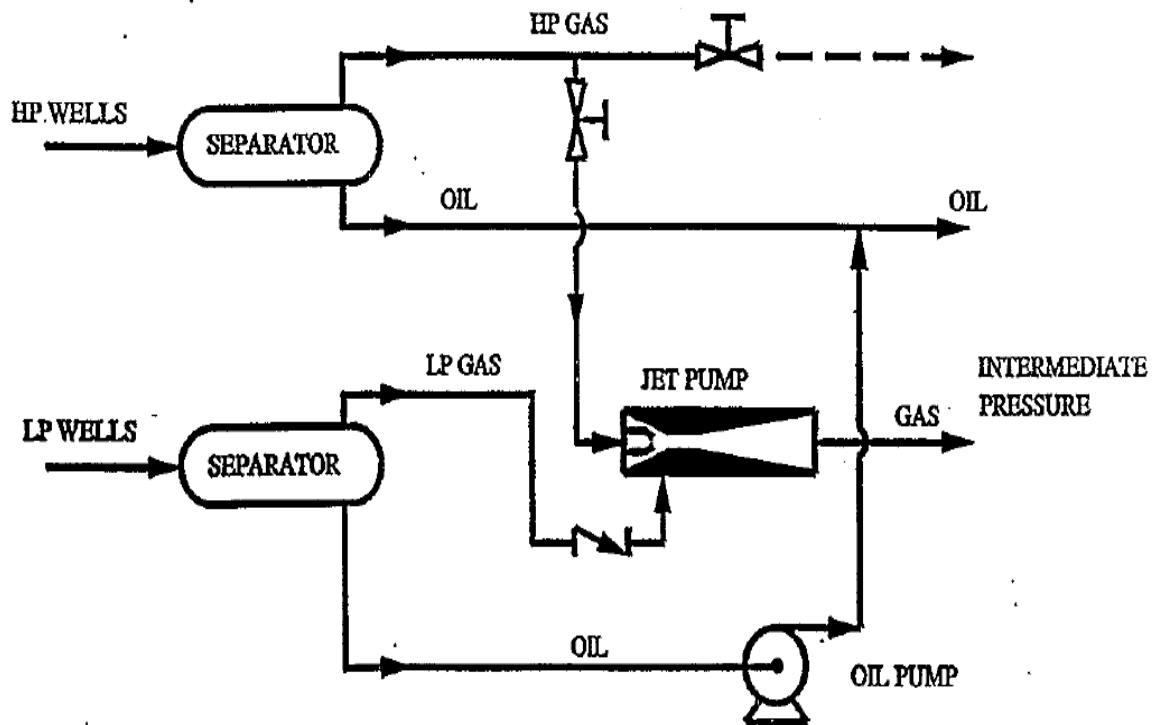 HP GAS
HP. WELLS
SEPARATOR
OIL
OIL
LP GAS
JET PUMP
INTERMEDIATE
PRESSURE
GAS
LP WELLS
SEPARATOR
OIL
OIL PUMP